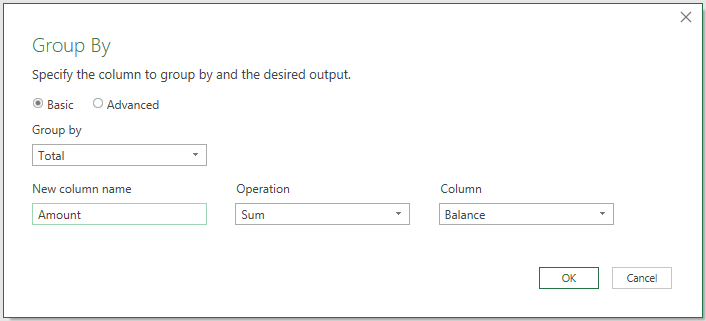 Group By
Specify the column to group by and the desired output.
Basic Advanced
Group by
Total
New column name Operation Column
Amount Sum Balance
OK Cancel